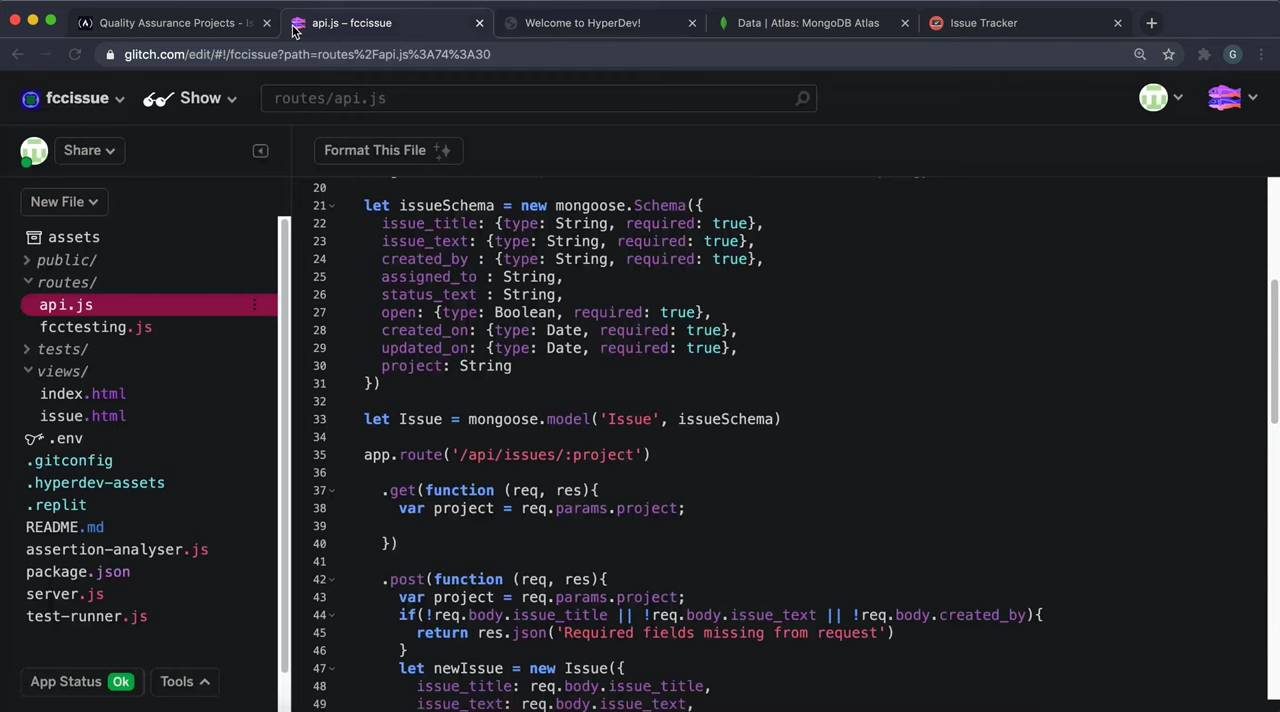 Quality Assurance Projects - Is
api.js – fccissue
Welcome to HyperDev!
Data | Atlas: MongoDB Atlas
Issue Tracker
glitch.com/edit/#!/fccissue?path=routes%2Fapi.js%3A74%3A30
G
fccissue
Show
routes/api.js
Share
Format This File
New File
assets
public/
routes/
api.js
fcctesting.js
tests/
views/
index.html
issue.html
.env
.gitconfig
.hyperdev-assets
.replit
README.md
assertion-analyser.js
package.json
server.js
test-runner.js
App Status Ok
Tools
20
21 let issueSchema = new mongoose.Schema({
22 issue_title: {type: String, required: true},
23 issue_text: {type: String, required: true},
24 created_by : {type: String, required: true},
25 assigned_to : String,
26 status_text : String,
27 open: {type: Boolean, required: true},
28 created_on: {type: Date, required: true},
29 updated_on: {type: Date, required: true},
30 project: String
31 })
32
33 let Issue = mongoose.model('Issue', issueSchema)
34
35 app.route('/api/issues/:project')
36
37 .get(function (req, res){
38 var project = req.params.project;
39
40 })
41
42 .post(function (req, res){
43 var project = req.params.project;
44 if(!req.body.issue_title || !req.body.issue_text || !req.body.created_by){
45 return res.json('Required fields missing from request')
46 }
47 let newIssue = new Issue({
48 issue_title: req.body.issue_title,
49 issue_text: req.body.issue_text,